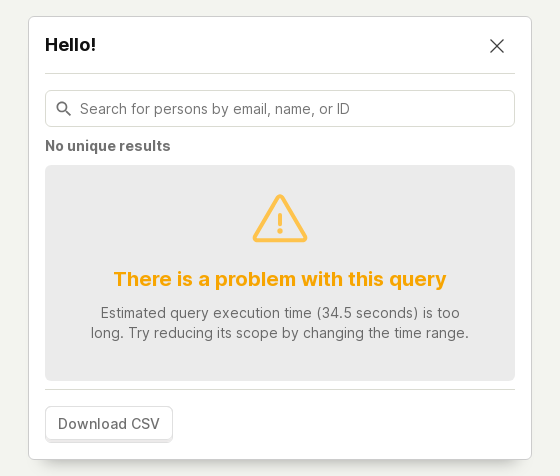 Hello!
Search for persons by email, name, or ID
No unique results
There is a problem with this query
Estimated query execution time (34.5 seconds) is too
long. Try reducing its scope by changing the time range.
Download CSV